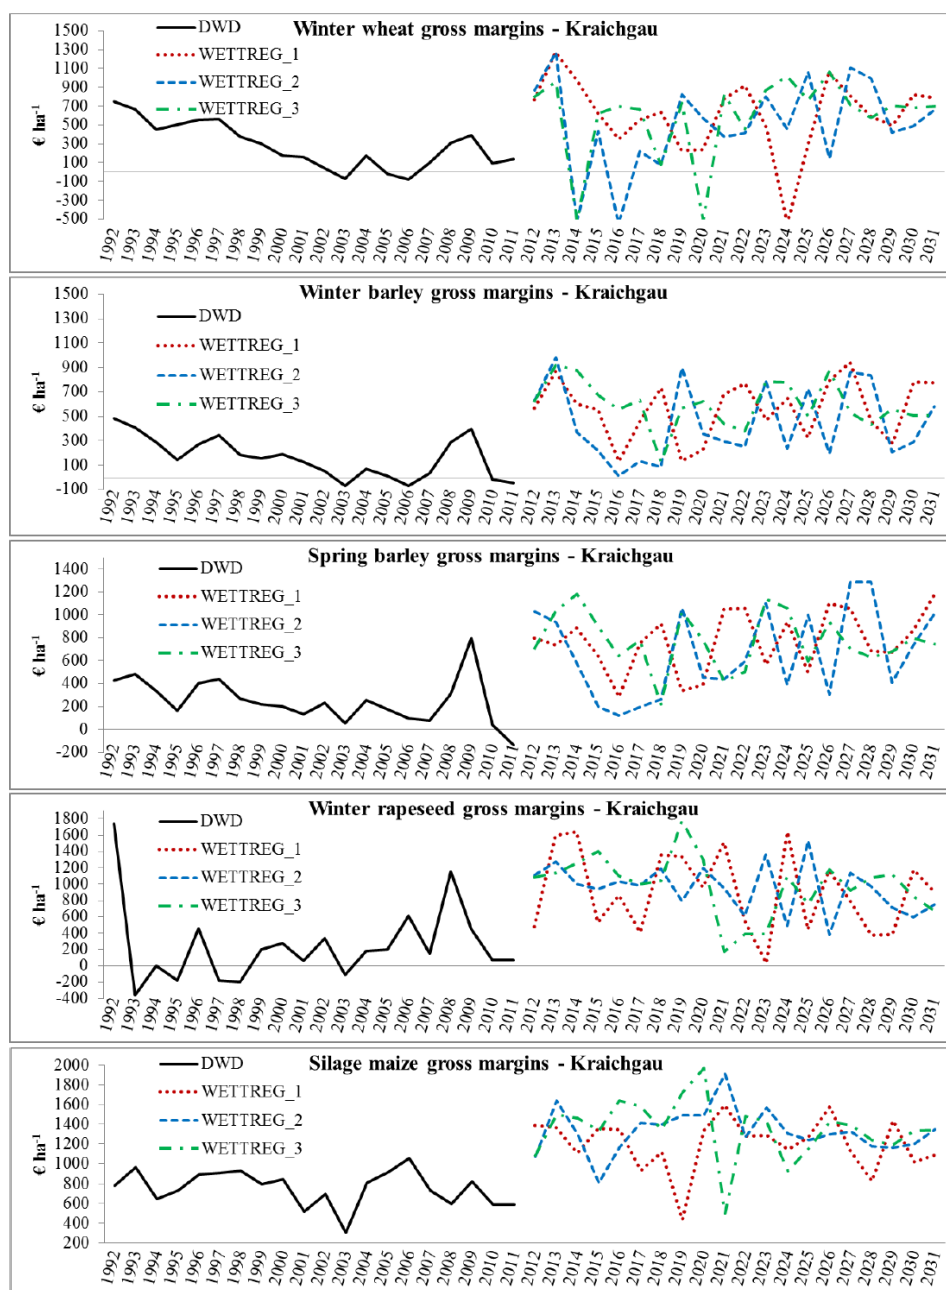 Winter wheat gross margins - Kraichgau
€ ha⁻¹
1500
1300
1100
900
700
500
300
100
-100
-300
-500
DWD
WETTREG_1
WETTREG_2
WETTREG_3
1992 1993 1994 1995 1996 1997 1998 1999 2000 2001 2002 2003 2004 2005 2006 2007 2008 2009 2010 2011 2012 2013 2014 2015 2016 2017 2018 2019 2020 2021 2022 2023 2024 2025 2026 2027 2028 2029 2030 2031
Winter barley gross margins - Kraichgau
€ ha⁻¹
1500
1300
1100
900
700
500
300
100
-100
DWD
WETTREG_1
WETTREG_2
WETTREG_3
1992 1993 1994 1995 1996 1997 1998 1999 2000 2001 2002 2003 2004 2005 2006 2007 2008 2009 2010 2011 2012 2013 2014 2015 2016 2017 2018 2019 2020 2021 2022 2023 2024 2025 2026 2027 2028 2029 2030 2031
Spring barley gross margins - Kraichgau
€ ha⁻¹
1400
1200
1000
800
600
400
200
0
-200
DWD
WETTREG_1
WETTREG_2
WETTREG_3
1992 1993 1994 1995 1996 1997 1998 1999 2000 2001 2002 2003 2004 2005 2006 2007 2008 2009 2010 2011 2012 2013 2014 2015 2016 2017 2018 2019 2020 2021 2022 2023 2024 2025 2026 2027 2028 2029 2030 2031
Winter rapeseed gross margins - Kraichgau
€ ha⁻¹
1800
1600
1400
1200
1000
800
600
400
200
0
-200
-400
DWD
WETTREG_1
WETTREG_2
WETTREG_3
1992 1993 1994 1995 1996 1997 1998 1999 2000 2001 2002 2003 2004 2005 2006 2007 2008 2009 2010 2011 2012 2013 2014 2015 2016 2017 2018 2019 2020 2021 2022 2023 2024 2025 2026 2027 2028 2029 2030 2031
Silage maize gross margins - Kraichgau
€ ha⁻¹
2000
1800
1600
1400
1200
1000
800
600
400
200
DWD
WETTREG_1
WETTREG_2
WETTREG_3
1992 1993 1994 1995 1996 1997 1998 1999 2000 2001 2002 2003 2004 2005 2006 2007 2008 2009 2010 2011 2012 2013 2014 2015 2016 2017 2018 2019 2020 2021 2022 2023 2024 2025 2026 2027 2028 2029 2030 2031